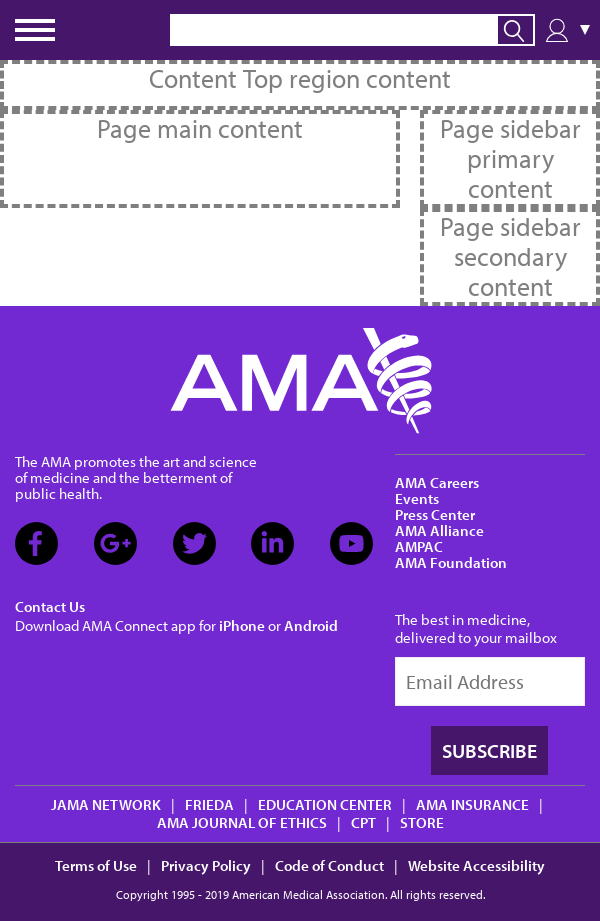 Content Top region content
Page main content
Page sidebar
primary
content
Page sidebar
secondary
content
AMA
The AMA promotes the art and science
of medicine and the betterment of
public health.
AMA Careers
Events
Press Center
AMA Alliance
AMPAC
AMA Foundation
Contact Us
Download AMA Connect app for iPhone or Android
The best in medicine,
delivered to your mailbox
Email Address
SUBSCRIBE
JAMA NETWORK | FRIEDA | EDUCATION CENTER | AMA INSURANCE |
AMA JOURNAL OF ETHICS | CPT | STORE
Terms of Use | Privacy Policy | Code of Conduct | Website Accessibility
Copyright 1995 - 2019 American Medical Association. All rights reserved.